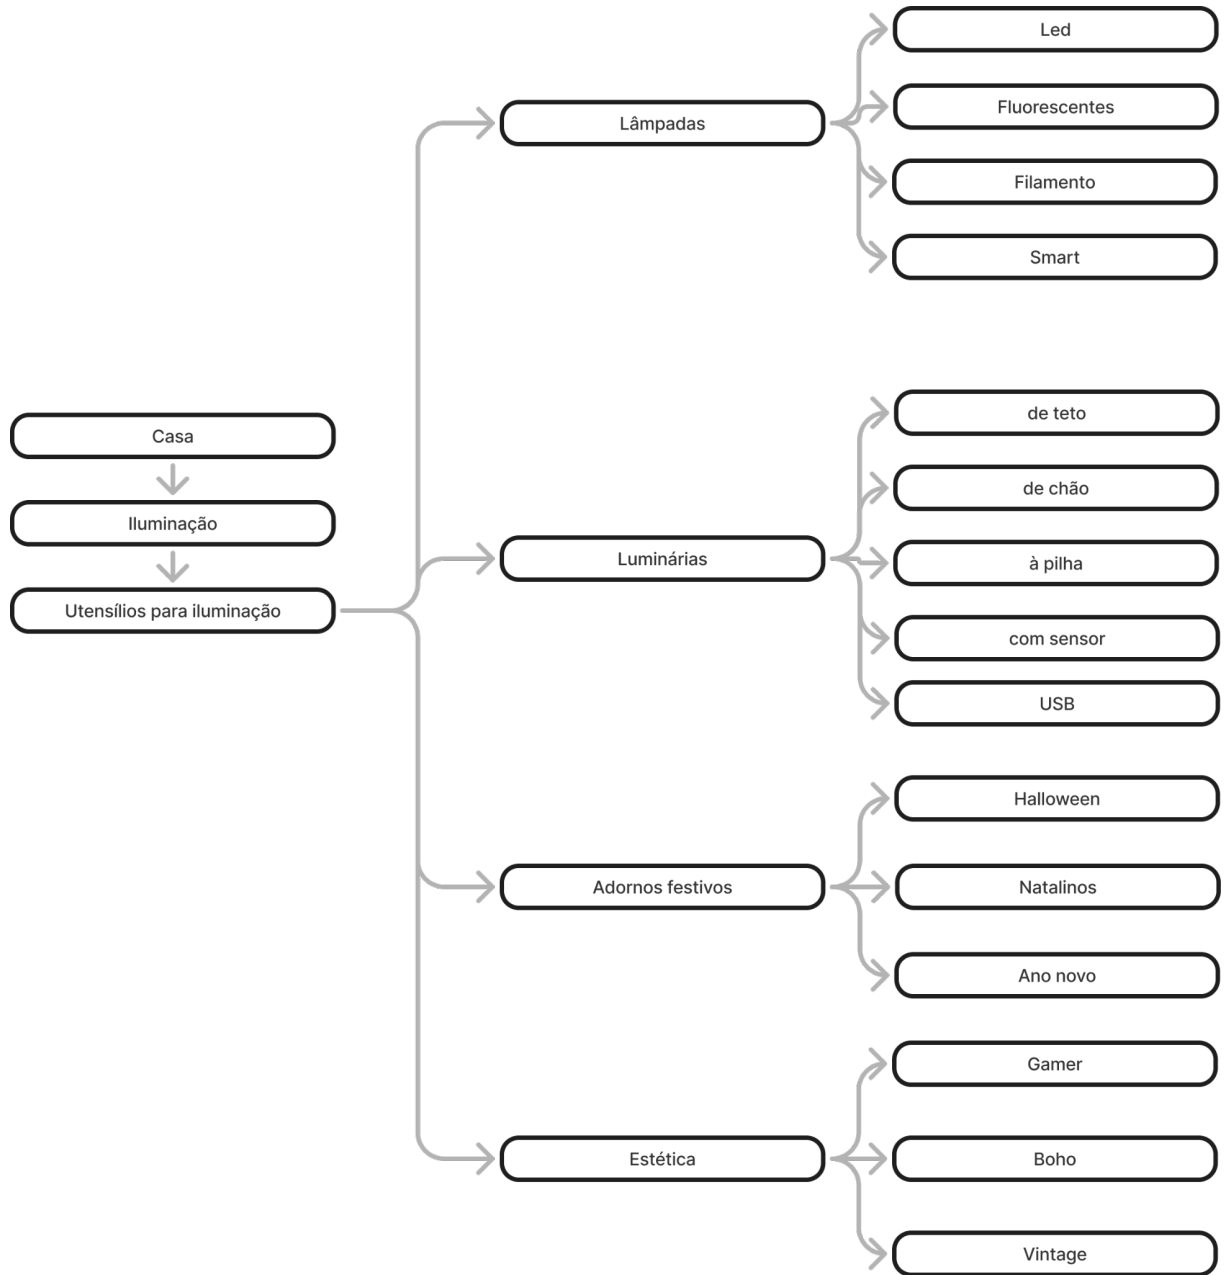 Casa
Iluminação
Utensílios para iluminação
Lâmpadas
Led
Fluorescentes
Filamento
Smart
Luminárias
de teto
de chão
à pilha
com sensor
USB
Adornos festivos
Halloween
Natalinos
Ano novo
Estética
Gamer
Boho
Vintage